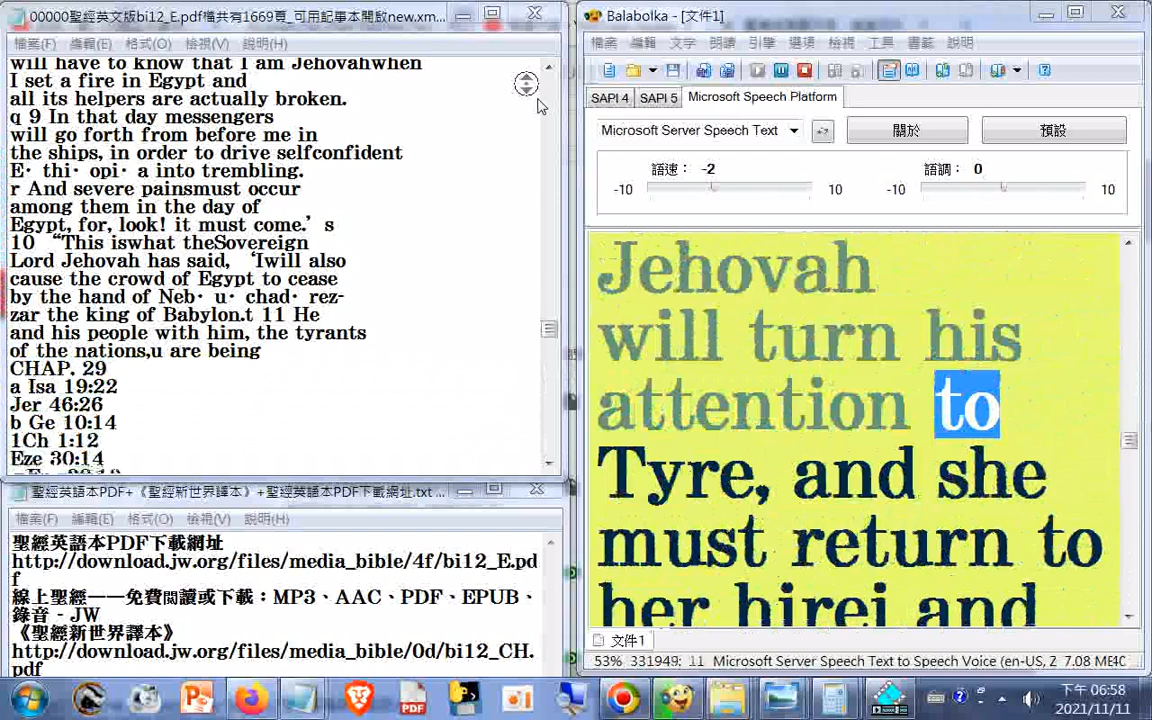 00000聖經英文版bi12_E.pdf檔共有1669頁_可用記事本開啟new.xm...
檔案(F) 編輯(E) 格式(O) 檢視(V) 說明(H)
will have to know that I am Jehovahwhen
I set a fire in Egypt and
all its helpers are actually broken.
q 9 In that day messengers
will go forth from before me in
the ships, in order to drive selfconfident
E· thi· opi· a into trembling.
r And severe painsmust occur
among them in the day of
Egypt, for, look! it must come.’ s
10 “This iswhat theSovereign
Lord Jehovah has said, ‘Iwill also
cause the crowd of Egypt to cease
by the hand of Neb· u· chad· rez-
zar the king of Babylon.t 11 He
and his people with him, the tyrants
of the nations,u are being
CHAP. 29
a Isa 19:22
Jer 46:26
b Ge 10:14
1Ch 1:12
Eze 30:14
聖經英語本PDF+《聖經新世界譯本》+聖經英語本PDF下載網址.txt ...
檔案(F) 編輯(E) 格式(O) 檢視(V) 說明(H)
聖經英語本PDF下載網址
http://download.jw.org/files/media_bible/4f/bi12_E.pd
f
線上聖經——免費閱讀或下載：MP3、AAC、PDF、EPUB、
錄音 - JW
《聖經新世界譯本》
http://download.jw.org/files/media_bible/0d/bi12_CH.
pdf
Balabolka - [文件1]
檔案 編輯 文字 朗讀 引擎 選項 檢視 工具 書籤 說明
SAPI 4 SAPI 5 Microsoft Speech Platform
Microsoft Server Speech Text 關於 預設
語速： -2 語調： 0
-10 10 -10 10
Jehovah
will turn his
attention to
Tyre, and she
must return to
her hirei and
文件1
53% 331949: 11 Microsoft Server Speech Text to Speech Voice (en-US, 2 7.08 ME
下午 06:58
2021/11/11